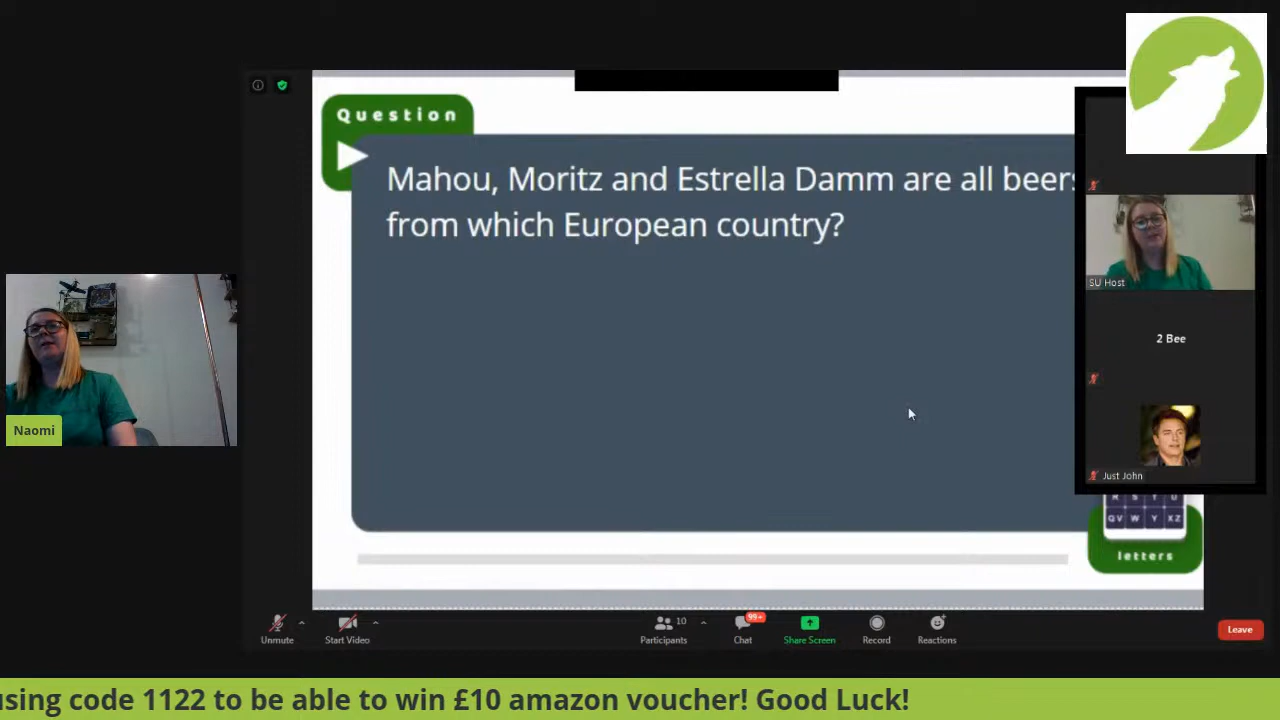 Question
Mahou, Moritz and Estrella Damm are all beers
from which European country?
SU Host
2 Bee
Just John
Naomi
R S T U
QV W Y XZ
letters
Unmute
Start Video
10
Participants
99+
Chat
Share Screen
Record
Reactions
Leave
using code 1122 to be able to win £10 amazon voucher! Good Luck!